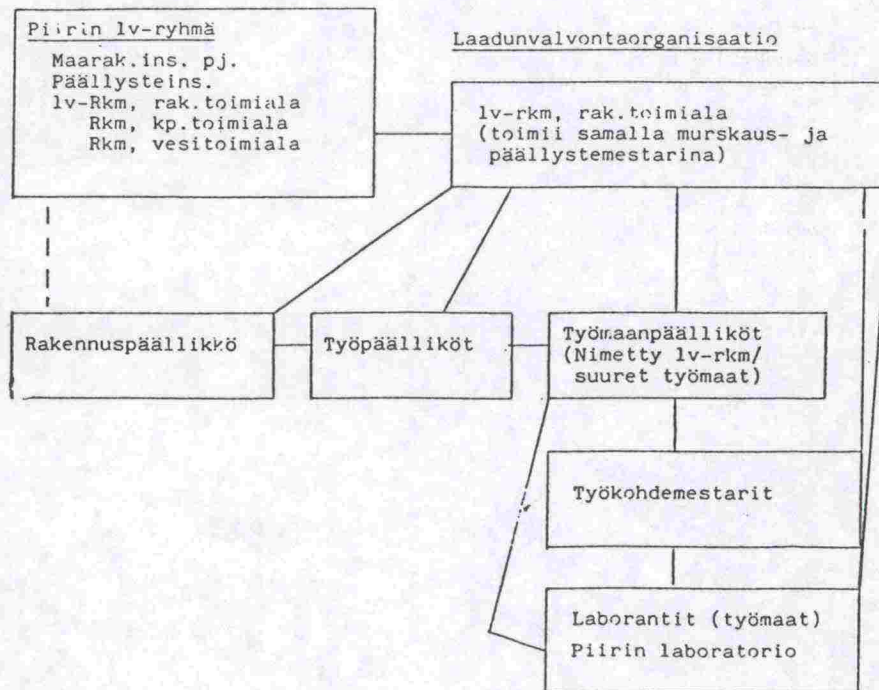 Piirin lv-ryhmä
Maarak.ins. pj.
Päällysteins.
lv-Rkm, rak.toimiala
Rkm, kp.toimiala
Rkm, vesitoimiala
Laadunvalvontaorganisaatio
lv-rkm, rak.toimiala
(toimii samalla murskaus- ja
päällystemestarina)
Rakennuspäällikkö
Työpäälliköt
Työmaanpäälliköt
(Nimetty lv-rkm/
suuret työmaat)
Työkohdemestarit
Laborantit (työmaat)
Piirin laboratorio